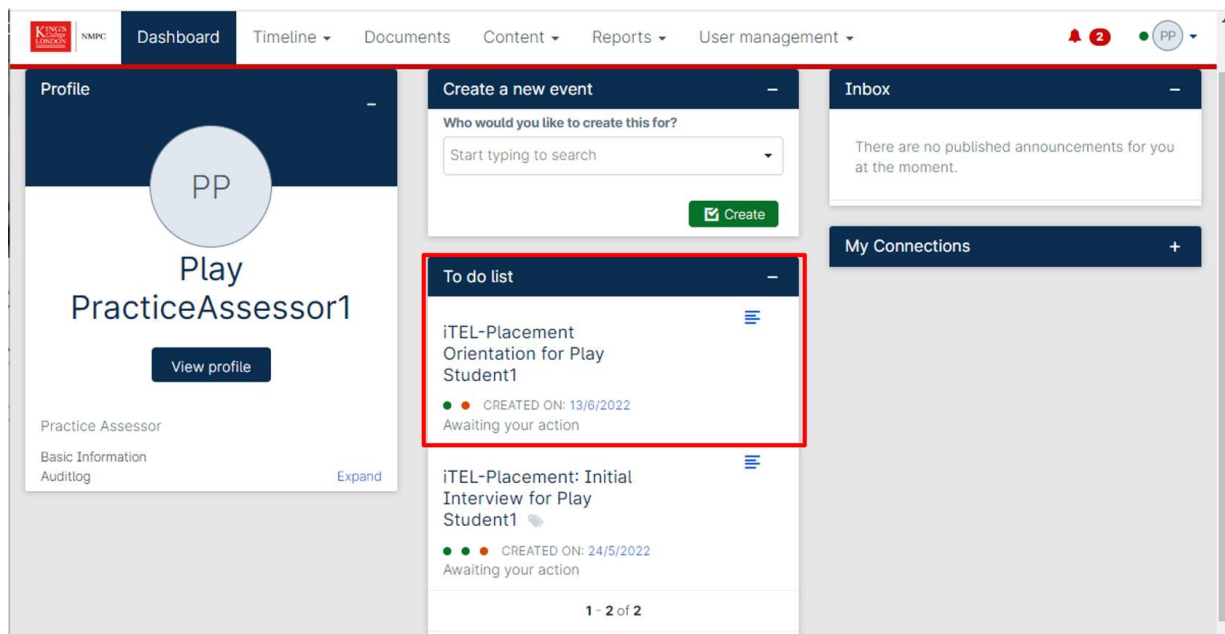 KING'S
College
LONDON
NMPC
Dashboard
Timeline
Documents
Content
Reports
User management
2
PP
Profile
PP
Play
PracticeAssessor1
View profile
Practice Assessor
Basic Information
Auditlog
Expand
Create a new event
Who would you like to create this for?
Start typing to search
Create
To do list
iTEL-Placement
Orientation for Play
Student1
CREATED ON: 13/6/2022
Awaiting your action
iTEL-Placement: Initial
Interview for Play
Student1
CREATED ON: 24/5/2022
Awaiting your action
1 - 2 of 2
Inbox
There are no published announcements for you
at the moment.
My Connections